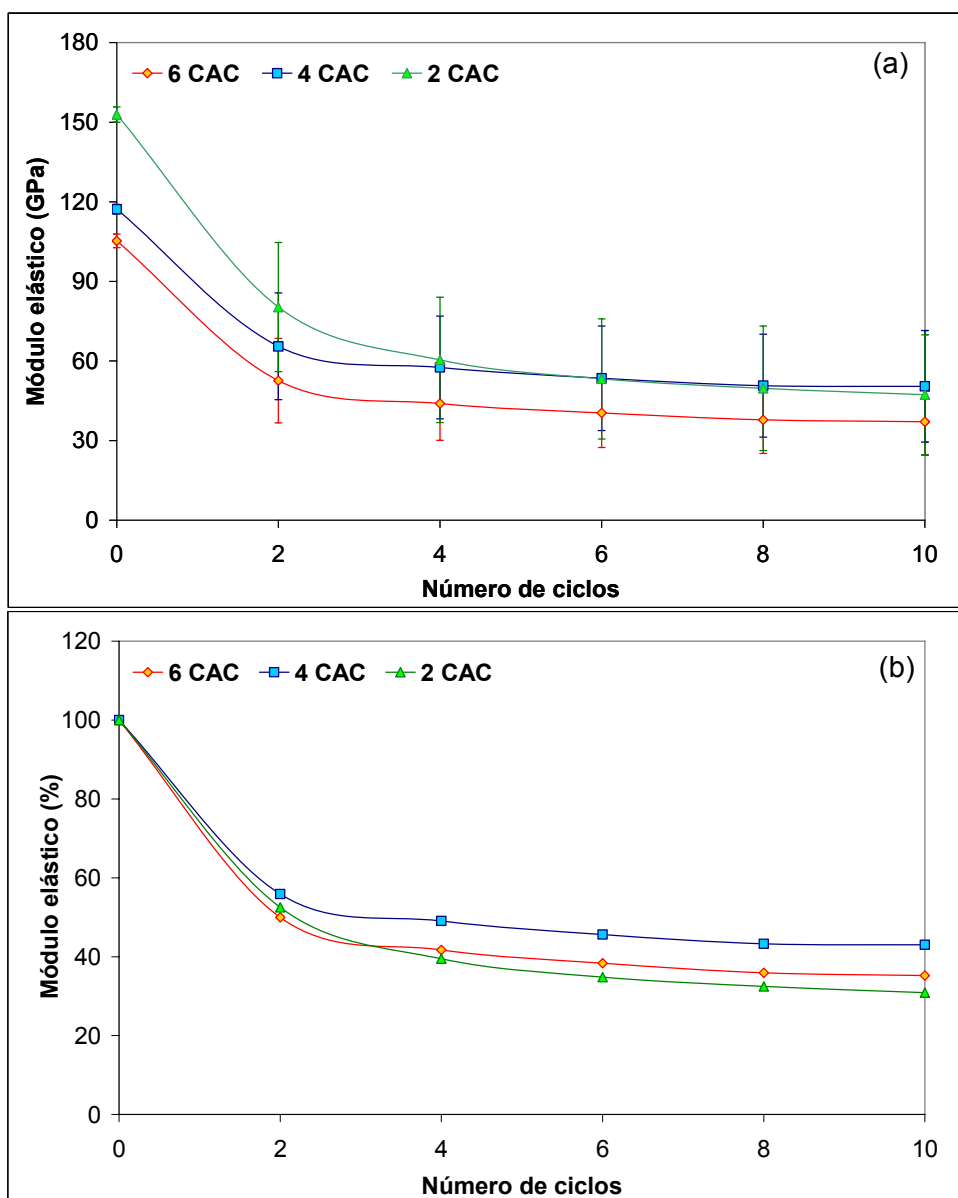 180
(a)
6 CAC 4 CAC 2 CAC
150
120
90
60
30
0
Módulo elástico (GPa)
0 2 4 6 8 10
Número de ciclos
120
(b)
6 CAC 4 CAC 2 CAC
100
80
60
40
20
0
Módulo elástico (%)
0 2 4 6 8 10
Número de ciclos